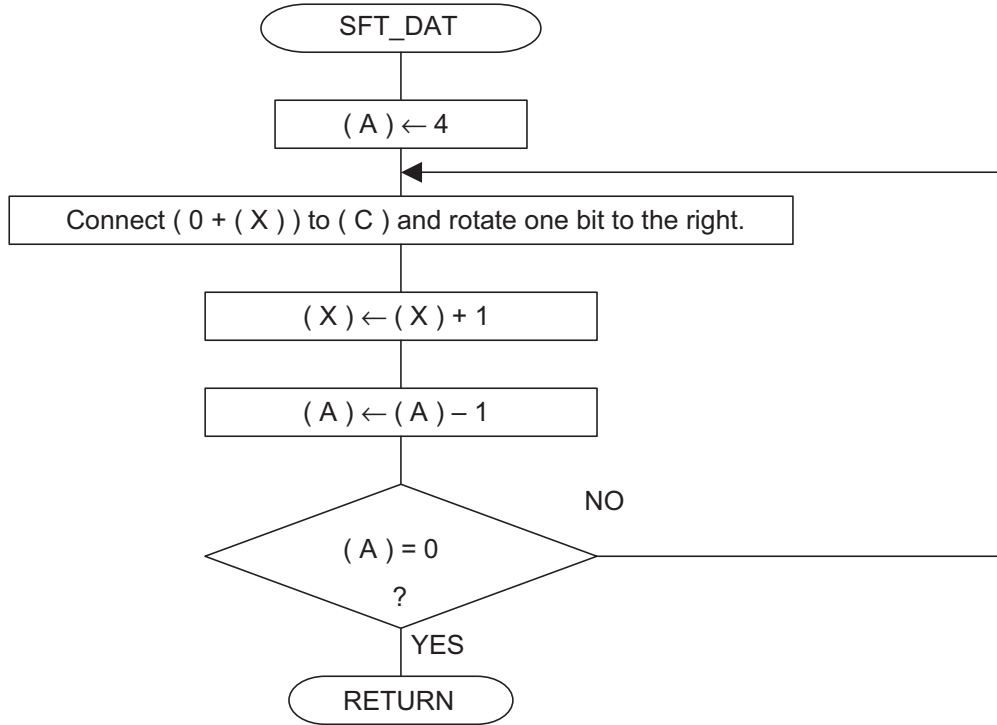 SFT_DAT
( A ) ← 4
Connect ( 0 + ( X ) ) to ( C ) and rotate one bit to the right.
( X ) ← ( X ) + 1
( A ) ← ( A ) – 1
NO
( A ) = 0
?
YES
RETURN